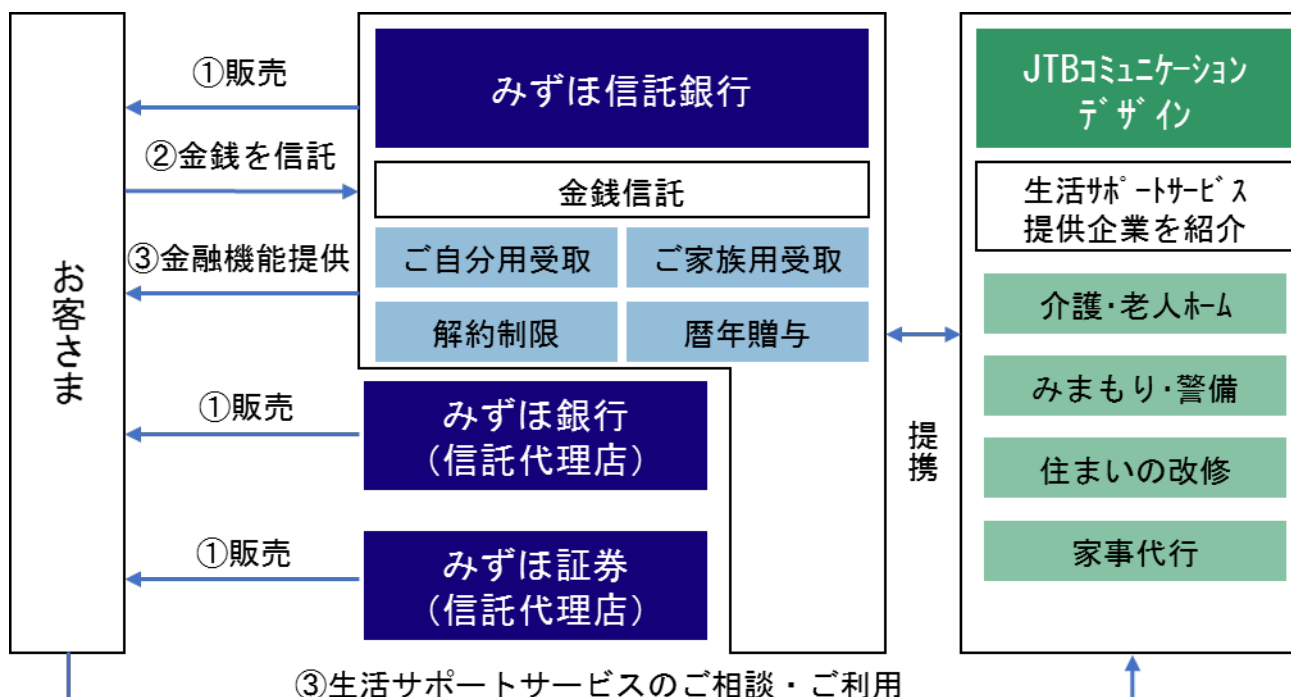 お客さま
①販売
②金銭を信託
③金融機能提供
①販売
①販売
みずほ信託銀行
金銭信託
ご自分用受取
ご家族用受取
解約制限
暦年贈与
みずほ銀行
（信託代理店）
みずほ証券
（信託代理店）
提携
JTBｺﾐｭﾆｹｰｼｮﾝ
ﾃﾞｻﾞｲﾝ
生活ｻﾎﾟｰﾄｻｰﾋﾞｽ
提供企業を紹介
介護・老人ﾎｰﾑ
みまもり・警備
住まいの改修
家事代行
③生活サポートサービスのご相談・ご利用